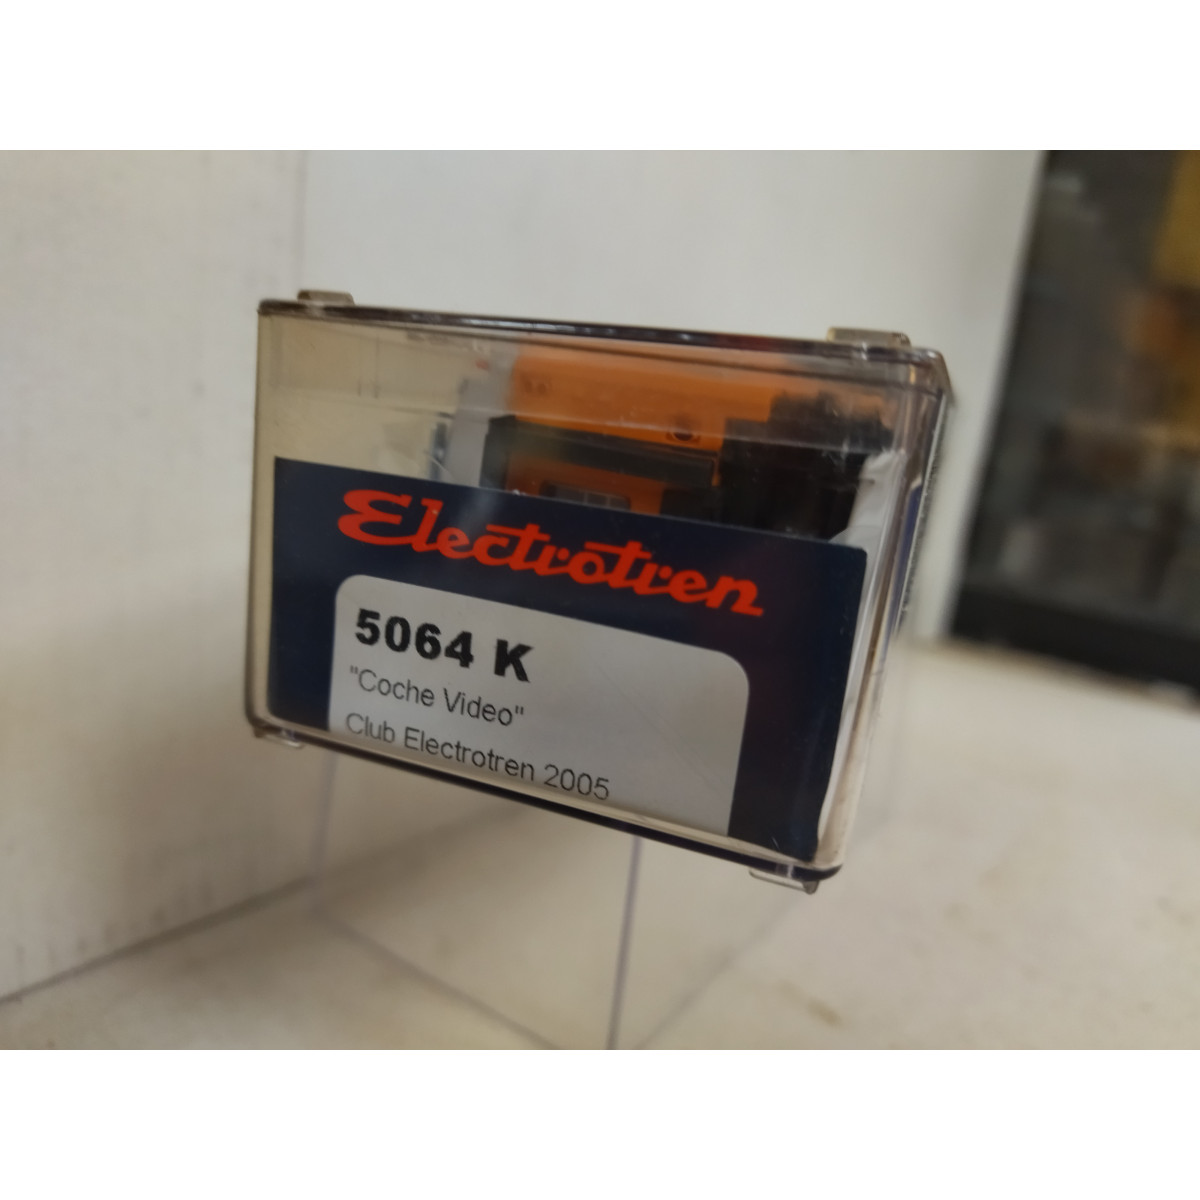 Electrotren
5064 K
"Coche Video"
Club Electrotren 2005